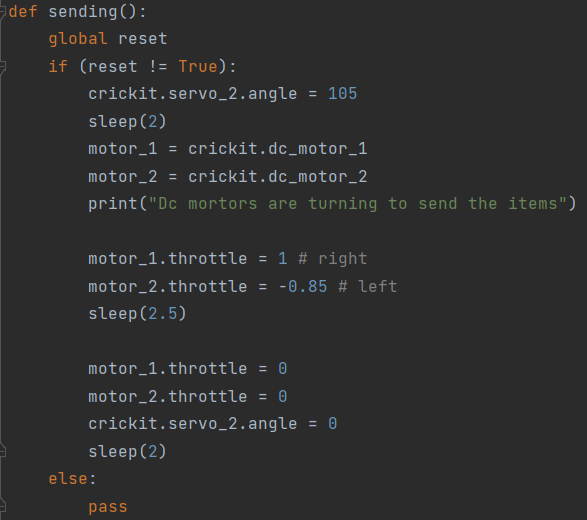 def sending():
    global reset
    if (reset != True):
        crickit.servo_2.angle = 105
        sleep(2)
        motor_1 = crickit.dc_motor_1
        motor_2 = crickit.dc_motor_2
        print("Dc mortors are turning to send the items")

        motor_1.throttle = 1 # right
        motor_2.throttle = -0.85 # left
        sleep(2.5)

        motor_1.throttle = 0
        motor_2.throttle = 0
        crickit.servo_2.angle = 0
        sleep(2)
    else:
        pass